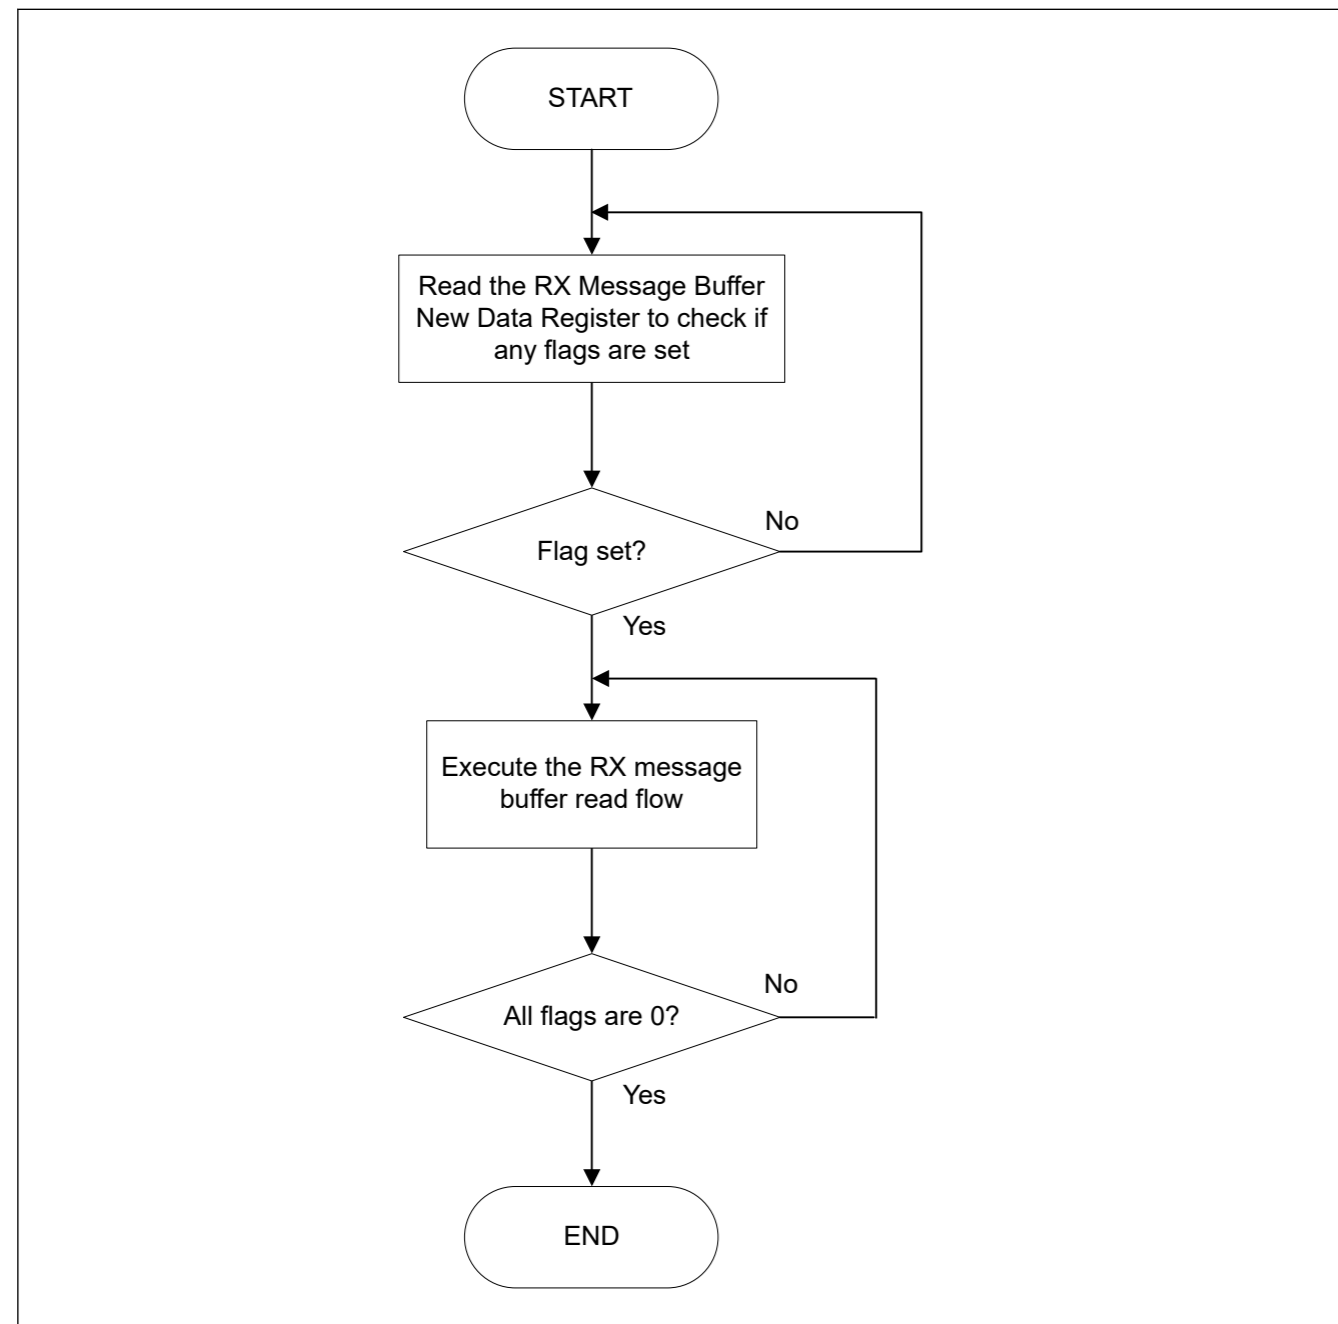 START
Read the RX Message Buffer
New Data Register to check if
any flags are set
No
Flag set?
Yes
Execute the RX message
buffer read flow
No
All flags are 0?
Yes
END